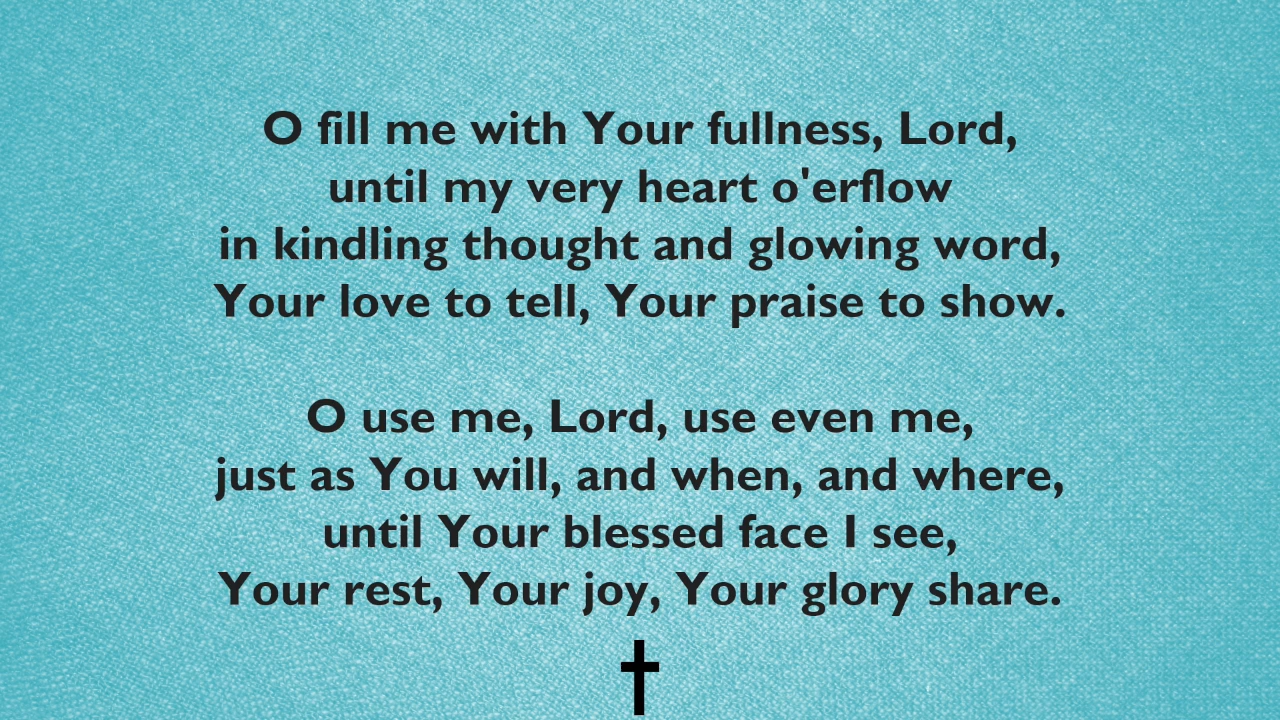 O fill me with Your fullness, Lord,
until my very heart o'erflow
in kindling thought and glowing word,
Your love to tell, Your praise to show.
O use me, Lord, use even me,
just as You will, and when, and where,
until Your blessed face I see,
Your rest, Your joy, Your glory share.